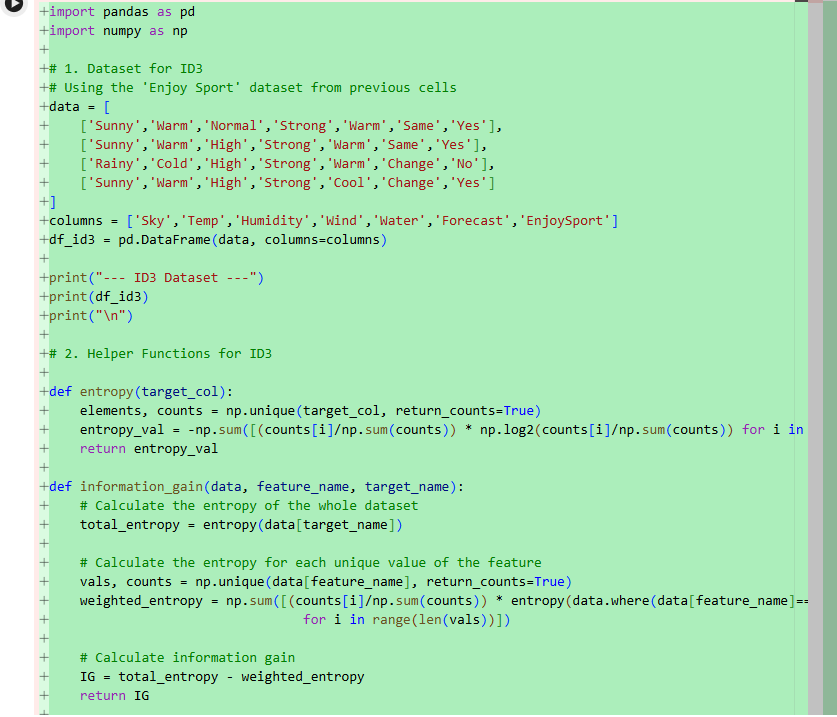 +import pandas as pd
+import numpy as np
+
+# 1. Dataset for ID3
+# Using the 'Enjoy Sport' dataset from previous cells
+data = [
+    ['Sunny','Warm','Normal','Strong','Warm','Same','Yes'],
+    ['Sunny','Warm','High','Strong','Warm','Same','Yes'],
+    ['Rainy','Cold','High','Strong','Warm','Change','No'],
+    ['Sunny','Warm','High','Strong','Cool','Change','Yes']
+]
+columns = ['Sky','Temp','Humidity','Wind','Water','Forecast','EnjoySport']
+df_id3 = pd.DataFrame(data, columns=columns)
+
+print("--- ID3 Dataset ---")
+print(df_id3)
+print("\n")
+
+# 2. Helper Functions for ID3
+
+def entropy(target_col):
+    elements, counts = np.unique(target_col, return_counts=True)
+    entropy_val = -np.sum([(counts[i]/np.sum(counts)) * np.log2(counts[i]/np.sum(counts)) for i in
+    return entropy_val
+
+def information_gain(data, feature_name, target_name):
+    # Calculate the entropy of the whole dataset
+    total_entropy = entropy(data[target_name])
+
+    # Calculate the entropy for each unique value of the feature
+    vals, counts = np.unique(data[feature_name], return_counts=True)
+    weighted_entropy = np.sum([(counts[i]/np.sum(counts)) * entropy(data.where(data[feature_name]==
+                                 for i in range(len(vals))])
+
+    # Calculate information gain
+    IG = total_entropy - weighted_entropy
+    return IG
+